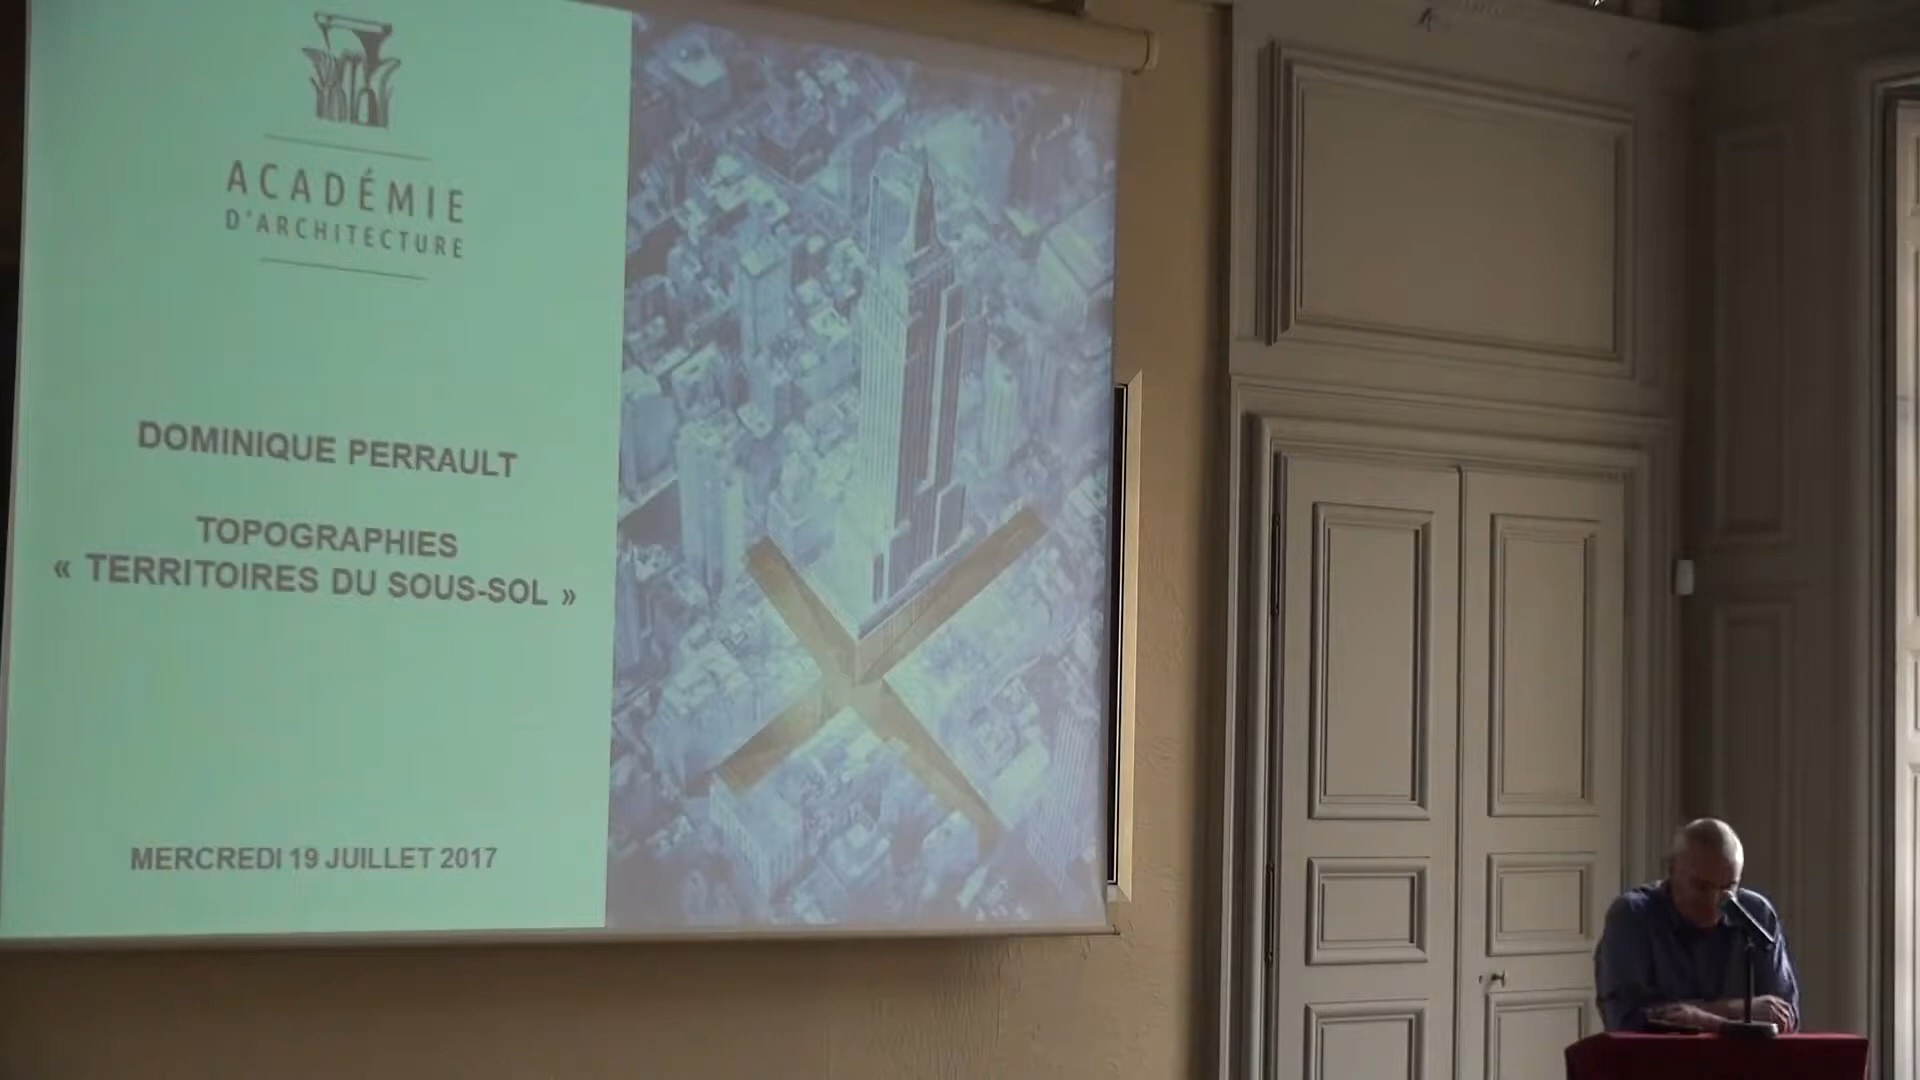 ACADÉMIE
D'ARCHITECTURE
DOMINIQUE PERRAULT
TOPOGRAPHIES
« TERRITOIRES DU SOUS-SOL »
MERCREDI 19 JUILLET 2017